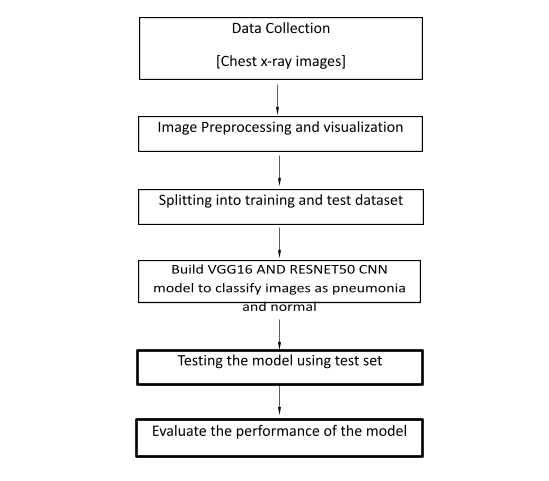 Data Collection
[Chest x-ray images]
Image Preprocessing and visualization
Splitting into training and test dataset
Build VGG16 AND RESNET50 CNN
model to classify images as pneumonia
and normal
Testing the model using test set
Evaluate the performance of the model